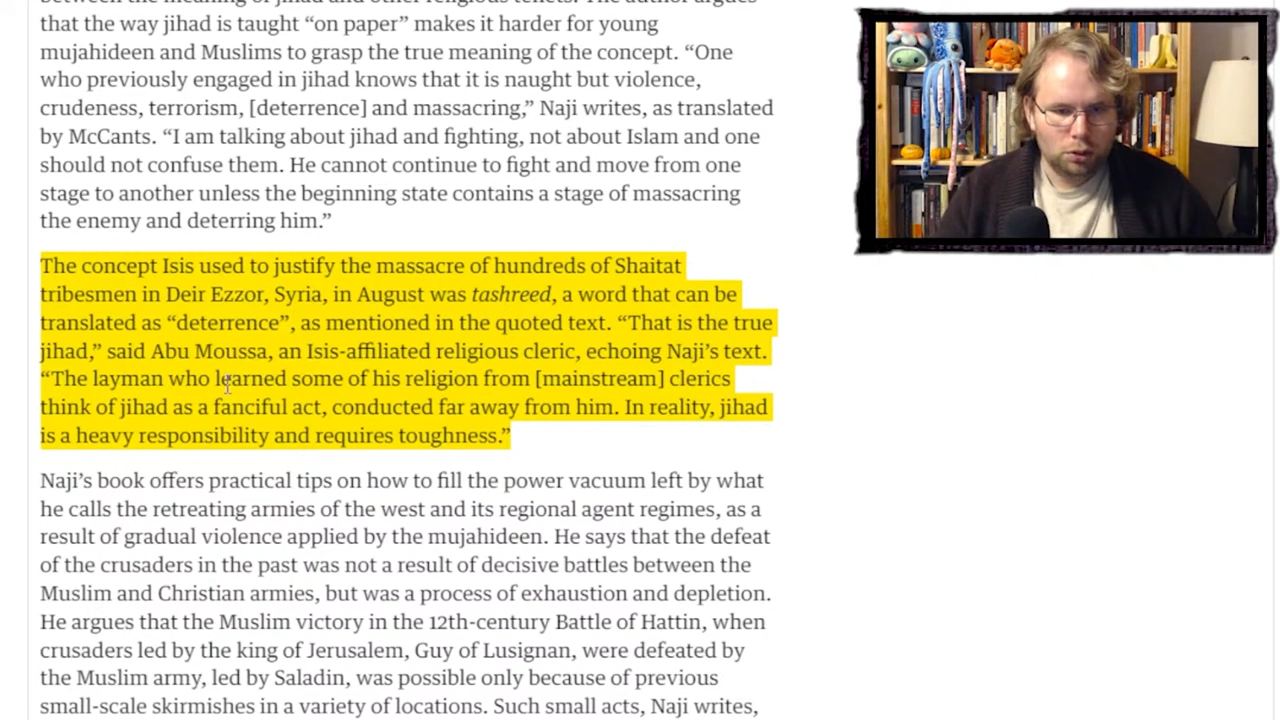 between the meaning of jihad and other religious tenets. The author argues
that the way jihad is taught “on paper” makes it harder for young
mujahideen and Muslims to grasp the true meaning of the concept. “One
who previously engaged in jihad knows that it is naught but violence,
crudeness, terrorism, [deterrence] and massacring,” Naji writes, as translated
by McCants. “I am talking about jihad and fighting, not about Islam and one
should not confuse them. He cannot continue to fight and move from one
stage to another unless the beginning state contains a stage of massacring
the enemy and deterring him.”
The concept Isis used to justify the massacre of hundreds of Shaitat
tribesmen in Deir Ezzor, Syria, in August was tashreed, a word that can be
translated as “deterrence”, as mentioned in the quoted text. “That is the true
jihad,” said Abu Moussa, an Isis-affiliated religious cleric, echoing Naji’s text.
“The layman who learned some of his religion from [mainstream] clerics
think of jihad as a fanciful act, conducted far away from him. In reality, jihad
is a heavy responsibility and requires toughness.”
Naji’s book offers practical tips on how to fill the power vacuum left by what
he calls the retreating armies of the west and its regional agent regimes, as a
result of gradual violence applied by the mujahideen. He says that the defeat
of the crusaders in the past was not a result of decisive battles between the
Muslim and Christian armies, but was a process of exhaustion and depletion.
He argues that the Muslim victory in the 12th-century Battle of Hattin, when
crusaders led by the king of Jerusalem, Guy of Lusignan, were defeated by
the Muslim army, led by Saladin, was possible only because of previous
small-scale skirmishes in a variety of locations. Such small acts, Naji writes,